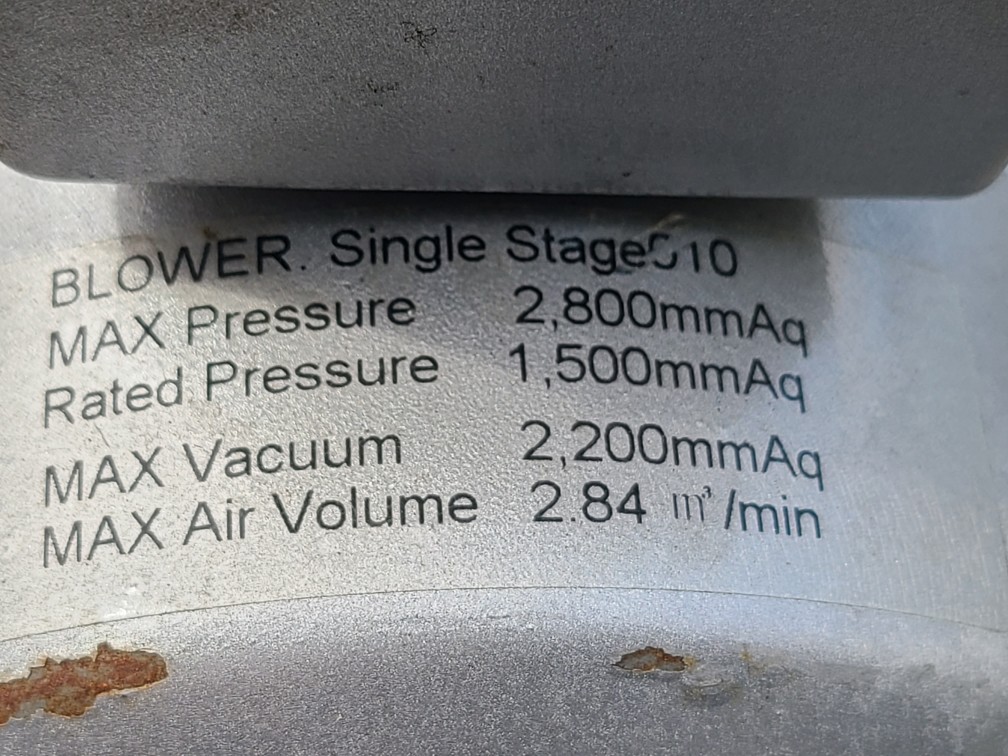 BLOWER. Single Stage
MAX Pressure 2,800mmAq
Rated Pressure 1,500mmAq
MAX Vacuum 2,200mmAq
MAX Air Volume 2.84 m³/min